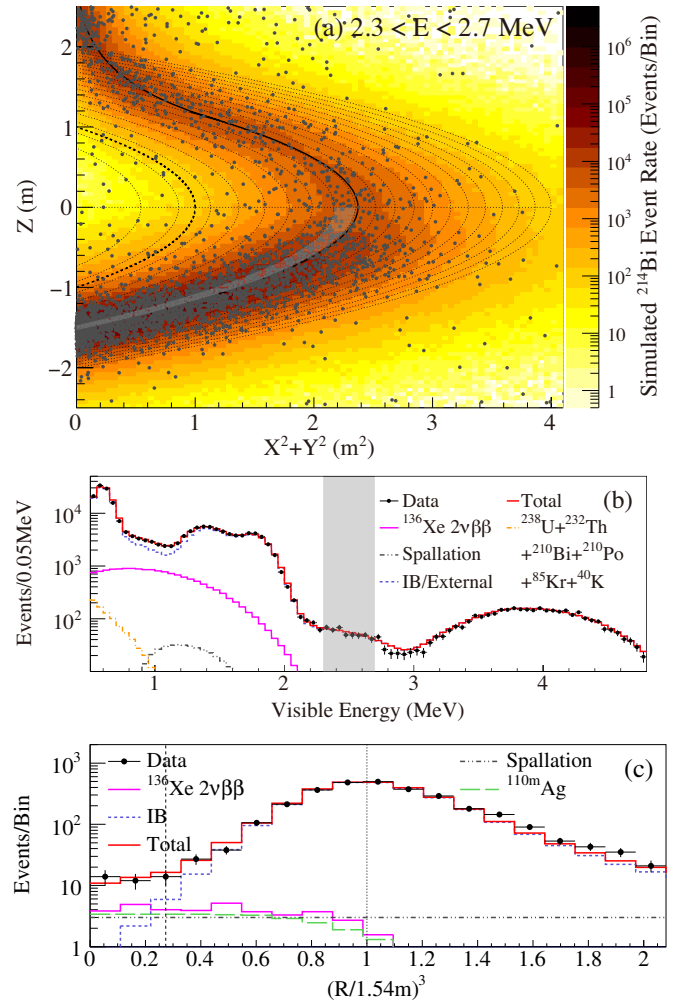 (a) 2.3 < E < 2.7 MeV
2
1
0
−1
−2
Z (m)
0 1 2 3 4
X²+Y² (m²)
10⁶
10⁵
10⁴
10³
10²
10
1
Simulated ²¹⁴Bi Event Rate (Events/Bin)
(b)
Data
Total
¹³⁶Xe 2νββ
²³⁸U+²³²Th
Spallation
+²¹⁰Bi+²¹⁰Po
IB/External
+⁸⁵Kr+⁴⁰K
10⁴
10³
10²
Events/0.05MeV
1 2 3 4
Visible Energy (MeV)
(c)
Data
Spallation
¹³⁶Xe 2νββ
¹¹⁰ᵐAg
IB
Total
10³
10²
10
1
Events/Bin
0 0.2 0.4 0.6 0.8 1 1.2 1.4 1.6 1.8 2
(R/1.54m)³